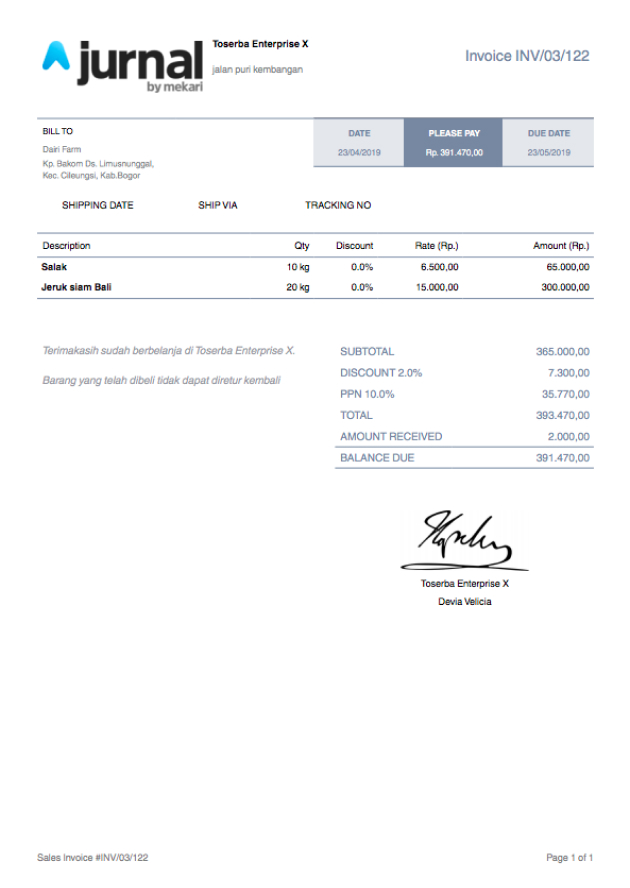 jurnal
by mekari
Toserba Enterprise X
jalan puri kembangan
Invoice INV/03/122
BILL TO
Dairi Farm
Kp. Bakom Ds. Limusnunggal,
Kec. Cileungsi, Kab.Bogor
DATE
23/04/2019
PLEASE PAY
Rp. 391.470,00
DUE DATE
23/05/2019
SHIPPING DATE SHIP VIA TRACKING NO
Description Qty Discount Rate (Rp.) Amount (Rp.)
Salak 10 kg 0.0% 6.500,00 65.000,00
Jeruk siam Bali 20 kg 0.0% 15.000,00 300.000,00
Terimakasih sudah berbelanja di Toserba Enterprise X.
Barang yang telah dibeli tidak dapat diretur kembali
SUBTOTAL 365.000,00
DISCOUNT 2.0% 7.300,00
PPN 10.0% 35.770,00
TOTAL 393.470,00
AMOUNT RECEIVED 2.000,00
BALANCE DUE 391.470,00
Toserba Enterprise X
Devia Velicia
Sales Invoice #INV/03/122 Page 1 of 1